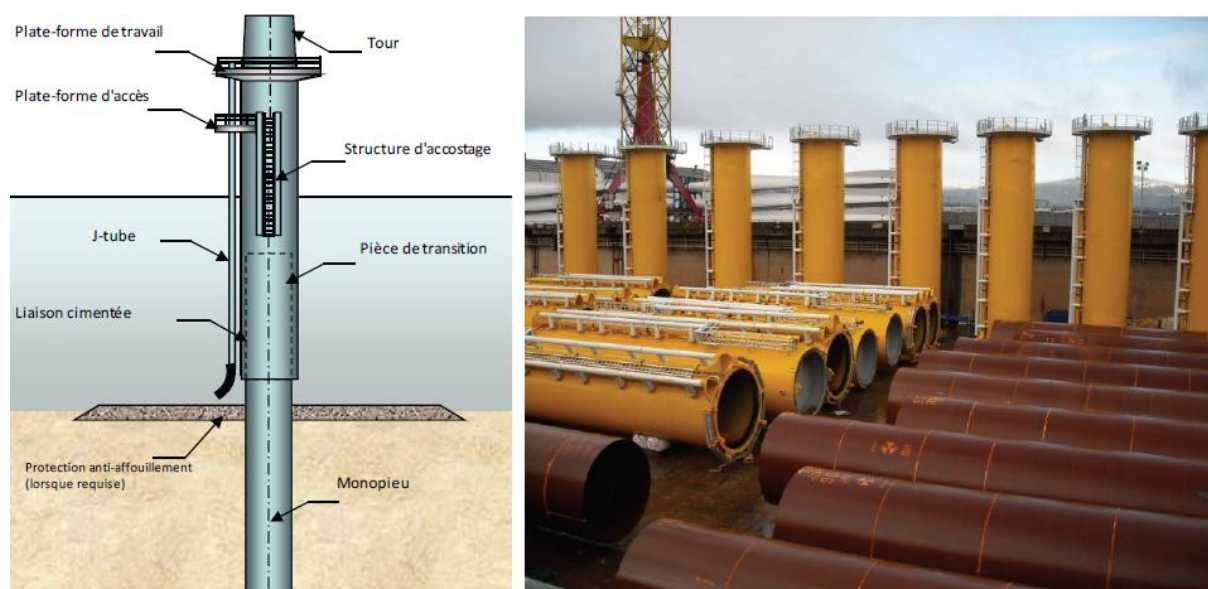 Plate-forme de travail
Tour
Plate-forme d'accès
Structure d'accostage
J-tube
Pièce de transition
Liaison cimentée
Protection anti-affouillement
(lorsque requise)
Monopieu